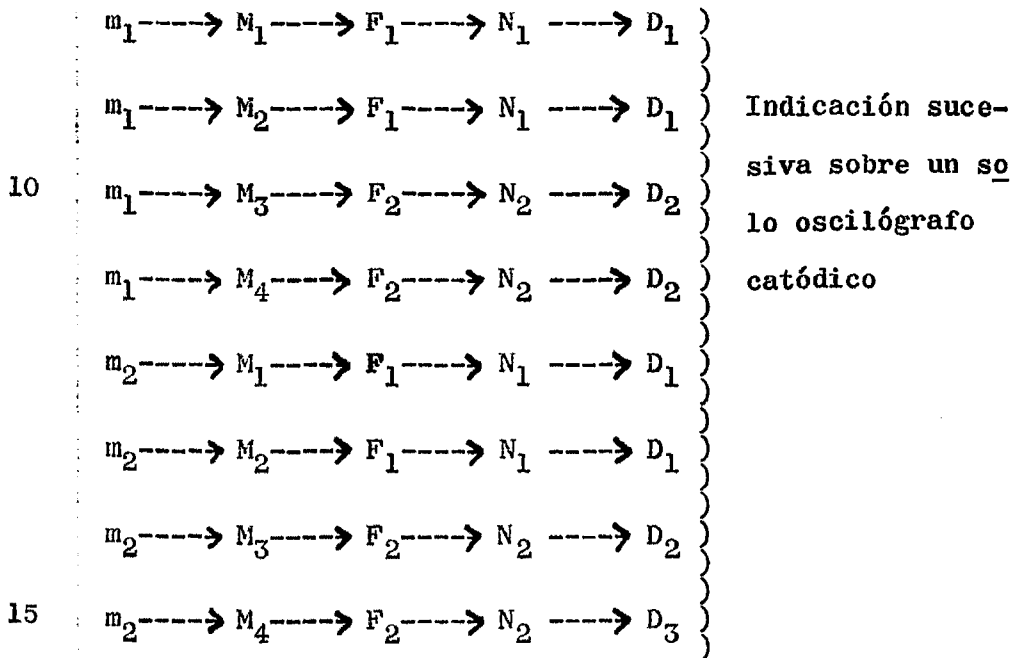 m₁----→ M₁----→ F₁----→ N₁ ----→ D₁ )
m₁----→ M₂----→ F₁----→ N₁ ----→ D₁ ) Indicación suce-
siva sobre un so
10 m₁----→ M₃----→ F₂----→ N₂ ----→ D₂ )
lo oscilógrafo
m₁----→ M₄----→ F₂----→ N₂ ----→ D₂ ) catódico
m₂----→ M₁----→ F₁----→ N₁ ----→ D₁ )
m₂----→ M₂----→ F₁----→ N₁ ----→ D₁ )
m₂----→ M₃----→ F₂----→ N₂ ----→ D₂ )
15 m₂----→ M₄----→ F₂----→ N₂ ----→ D₃ )